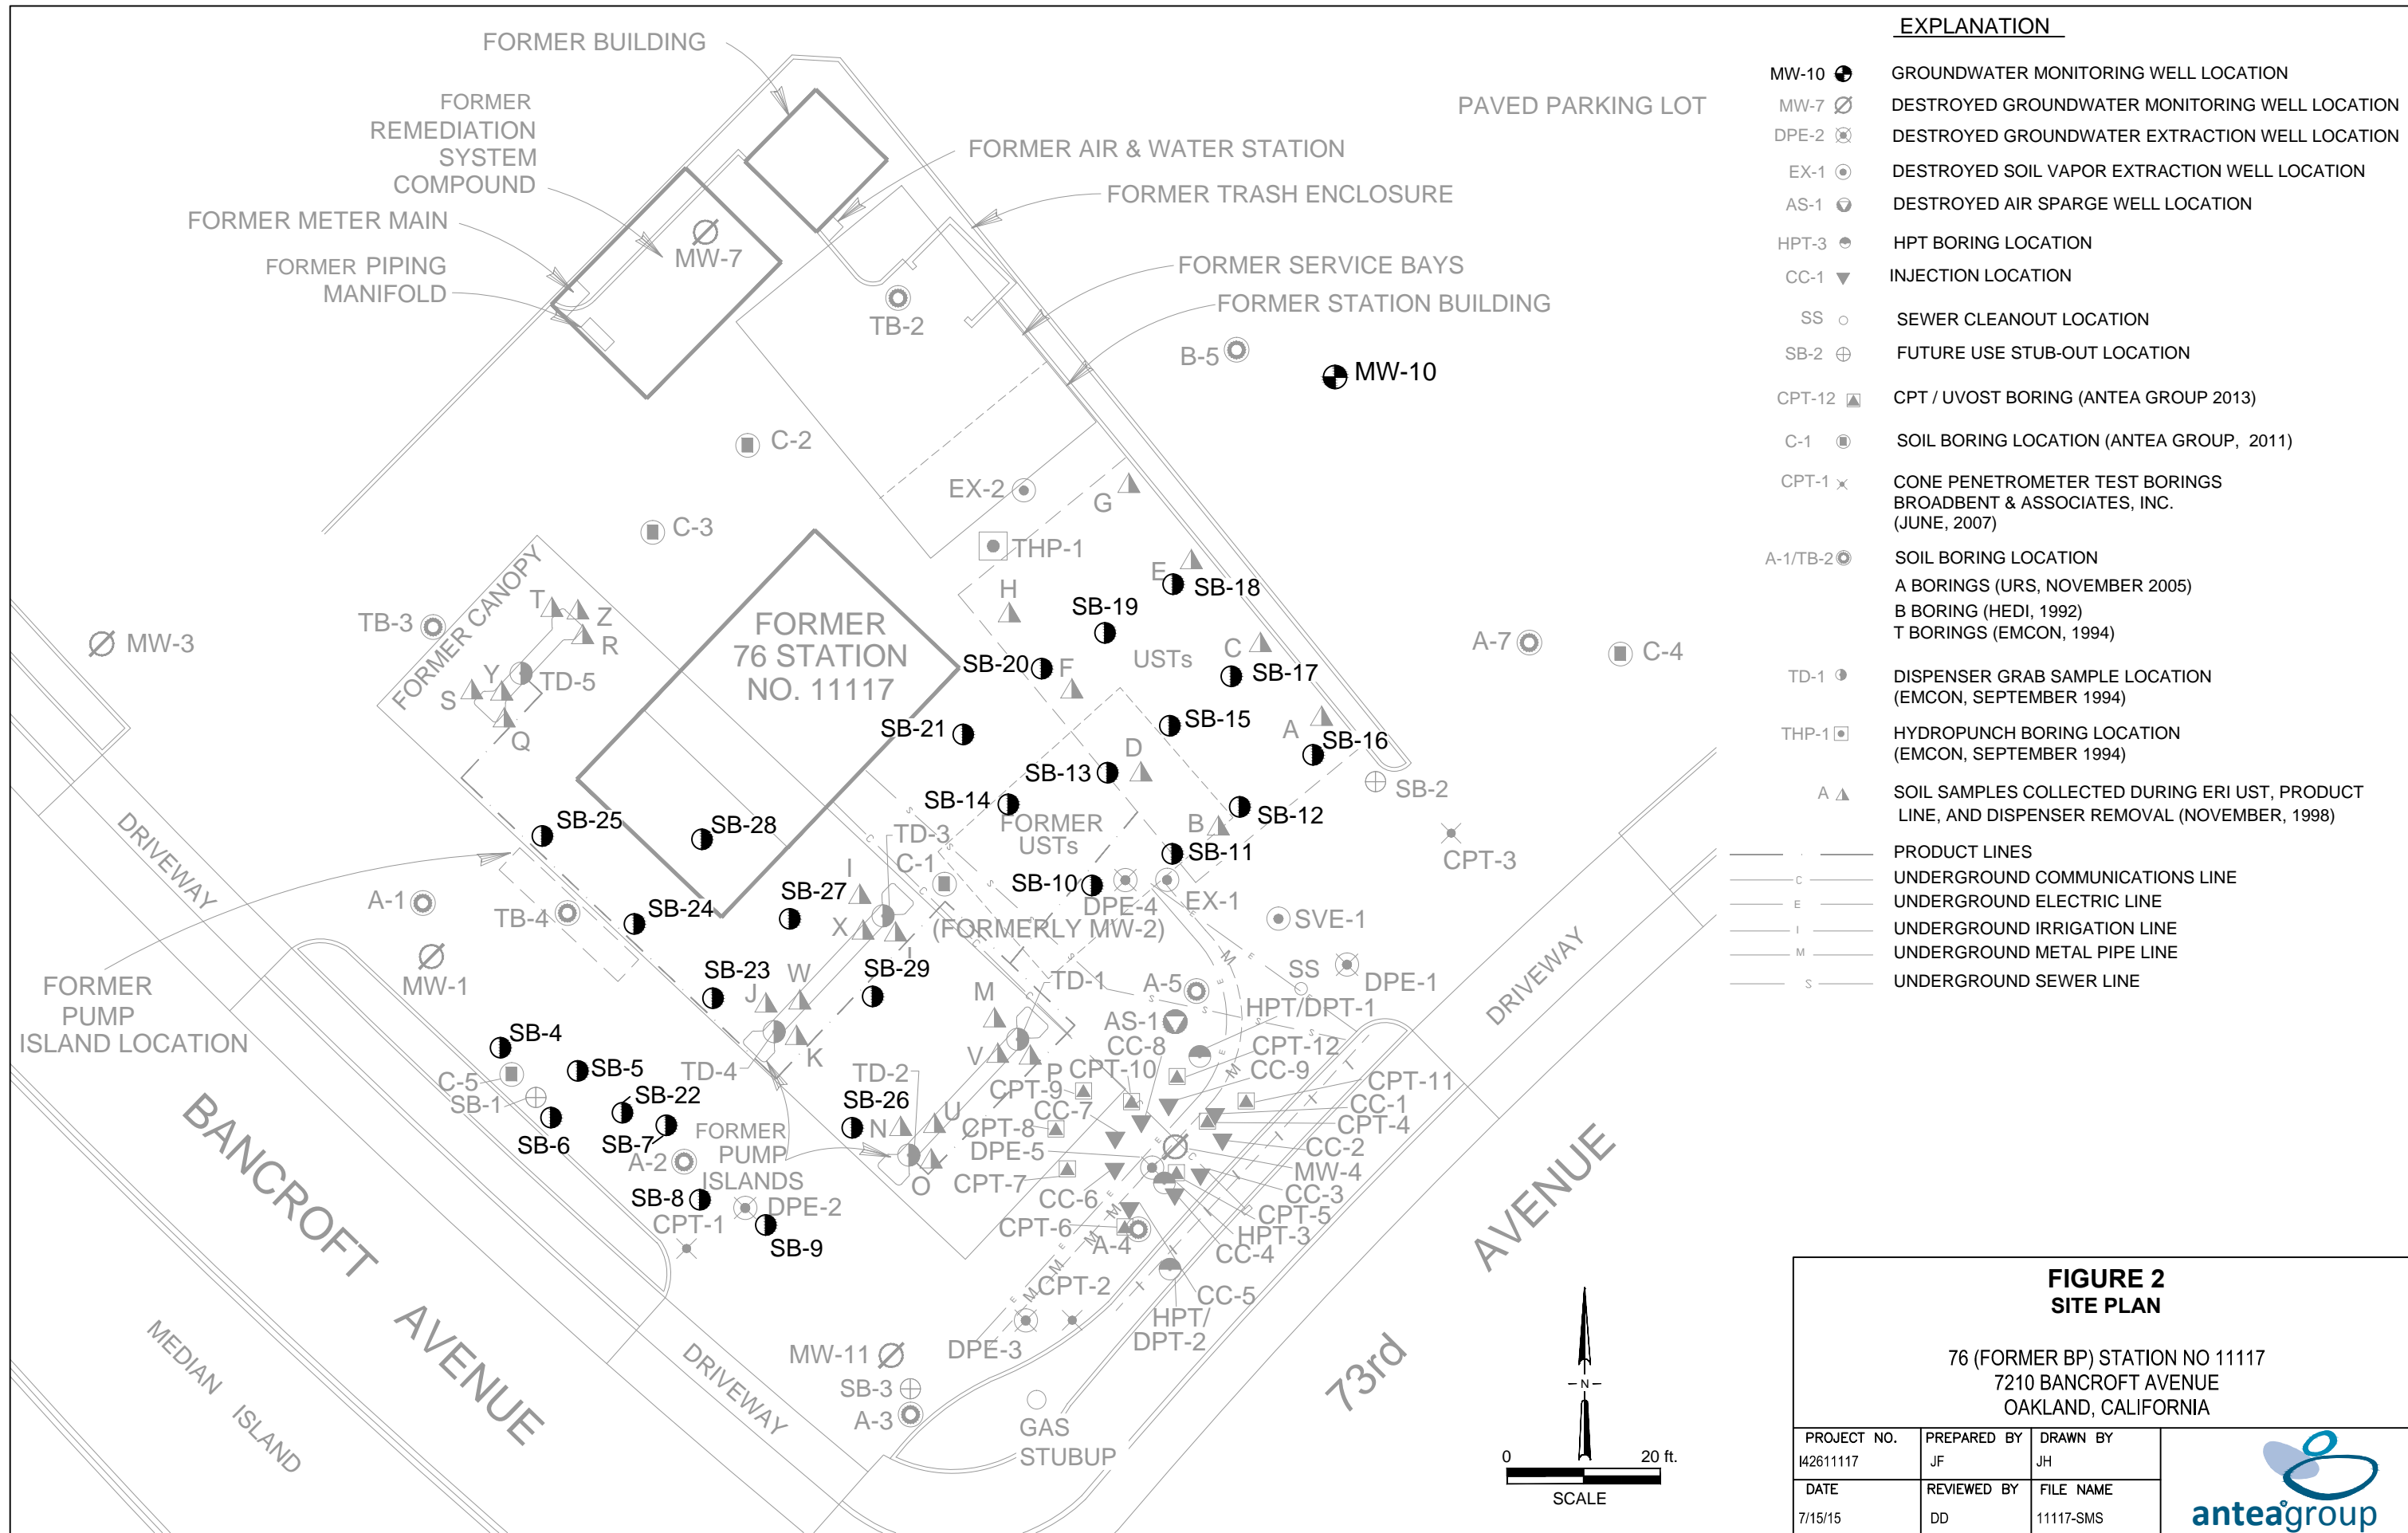 FORMER BUILDING
FORMER
REMEDIATION
SYSTEM
COMPOUND
FORMER METER MAIN
FORMER PIPING
MANIFOLD
MW-7
FORMER AIR & WATER STATION
FORMER TRASH ENCLOSURE
FORMER SERVICE BAYS
FORMER STATION BUILDING
PAVED PARKING LOT
TB-2
B-5
MW-10
C-2
EX-2
G
C-3
THP-1
FORMER CANOPY
H
E
SB-18
T
Z
R
TB-3
MW-3
SB-19
FORMER
76 STATION
NO. 11117
USTs
C
A-7
C-4
SB-20
F
SB-17
Y
TD-5
S
Q
SB-21
SB-15
A
SB-16
D
SB-13
SB-2
SB-14
SB-25
SB-28
FORMER
USTs
B
SB-12
TD-3
C-1
SB-11
CPT-3
DRIVEWAY
I
SB-27
SB-10
DPE-4
EX-1
(FORMERLY MW-2)
A-1
TB-4
SB-24
X
I
SVE-1
MW-1
SB-23
W
J
SB-29
M
TD-1
A-5
SS
DPE-1
DRIVEWAY
FORMER
PUMP
ISLAND LOCATION
HPT/DPT-1
AS-1
SB-4
K
CC-8
CPT-12
V
P
CPT-10
CC-9
C-5
SB-5
TD-4
TD-2
CPT-9
CPT-11
SB-1
SB-22
SB-26
U
CC-7
CC-1
CPT-4
SB-6
SB-7
N
CPT-8
CC-2
FORMER
PUMP
ISLANDS
DPE-5
MW-4
A-2
O
CPT-7
CC-6
CC-3
SB-8
DPE-2
CPT-5
CPT-1
CPT-6
HPT-3
SB-9
A-4
CC-4
CPT-2
CC-5
HPT/
DPT-2
DPE-3
MW-11
SB-3
A-3
GAS
STUBUP
DRIVEWAY
BANCROFT
AVENUE
MEDIAN
ISLAND
73rd
AVENUE
N
0 20 ft.
SCALE
EXPLANATION
MW-10 GROUNDWATER MONITORING WELL LOCATION
MW-7 DESTROYED GROUNDWATER MONITORING WELL LOCATION
DPE-2 DESTROYED GROUNDWATER EXTRACTION WELL LOCATION
EX-1 DESTROYED SOIL VAPOR EXTRACTION WELL LOCATION
AS-1 DESTROYED AIR SPARGE WELL LOCATION
HPT-3 HPT BORING LOCATION
CC-1 INJECTION LOCATION
SS SEWER CLEANOUT LOCATION
SB-2 FUTURE USE STUB-OUT LOCATION
CPT-12 CPT / UVOST BORING (ANTEA GROUP 2013)
C-1 SOIL BORING LOCATION (ANTEA GROUP, 2011)
CPT-1 CONE PENETROMETER TEST BORINGS
BROADBENT & ASSOCIATES, INC.
(JUNE, 2007)
A-1/TB-2 SOIL BORING LOCATION
A BORINGS (URS, NOVEMBER 2005)
B BORING (HEDI, 1992)
T BORINGS (EMCON, 1994)
TD-1 DISPENSER GRAB SAMPLE LOCATION
(EMCON, SEPTEMBER 1994)
THP-1 HYDROPUNCH BORING LOCATION
(EMCON, SEPTEMBER 1994)
A SOIL SAMPLES COLLECTED DURING ERI UST, PRODUCT
LINE, AND DISPENSER REMOVAL (NOVEMBER, 1998)
PRODUCT LINES
C UNDERGROUND COMMUNICATIONS LINE
E UNDERGROUND ELECTRIC LINE
I UNDERGROUND IRRIGATION LINE
M UNDERGROUND METAL PIPE LINE
S UNDERGROUND SEWER LINE
FIGURE 2
SITE PLAN
76 (FORMER BP) STATION NO 11117
7210 BANCROFT AVENUE
OAKLAND, CALIFORNIA
PROJECT NO. PREPARED BY DRAWN BY
I42611117 JF JH
DATE REVIEWED BY FILE NAME
7/15/15 DD 11117-SMS
anteagroup